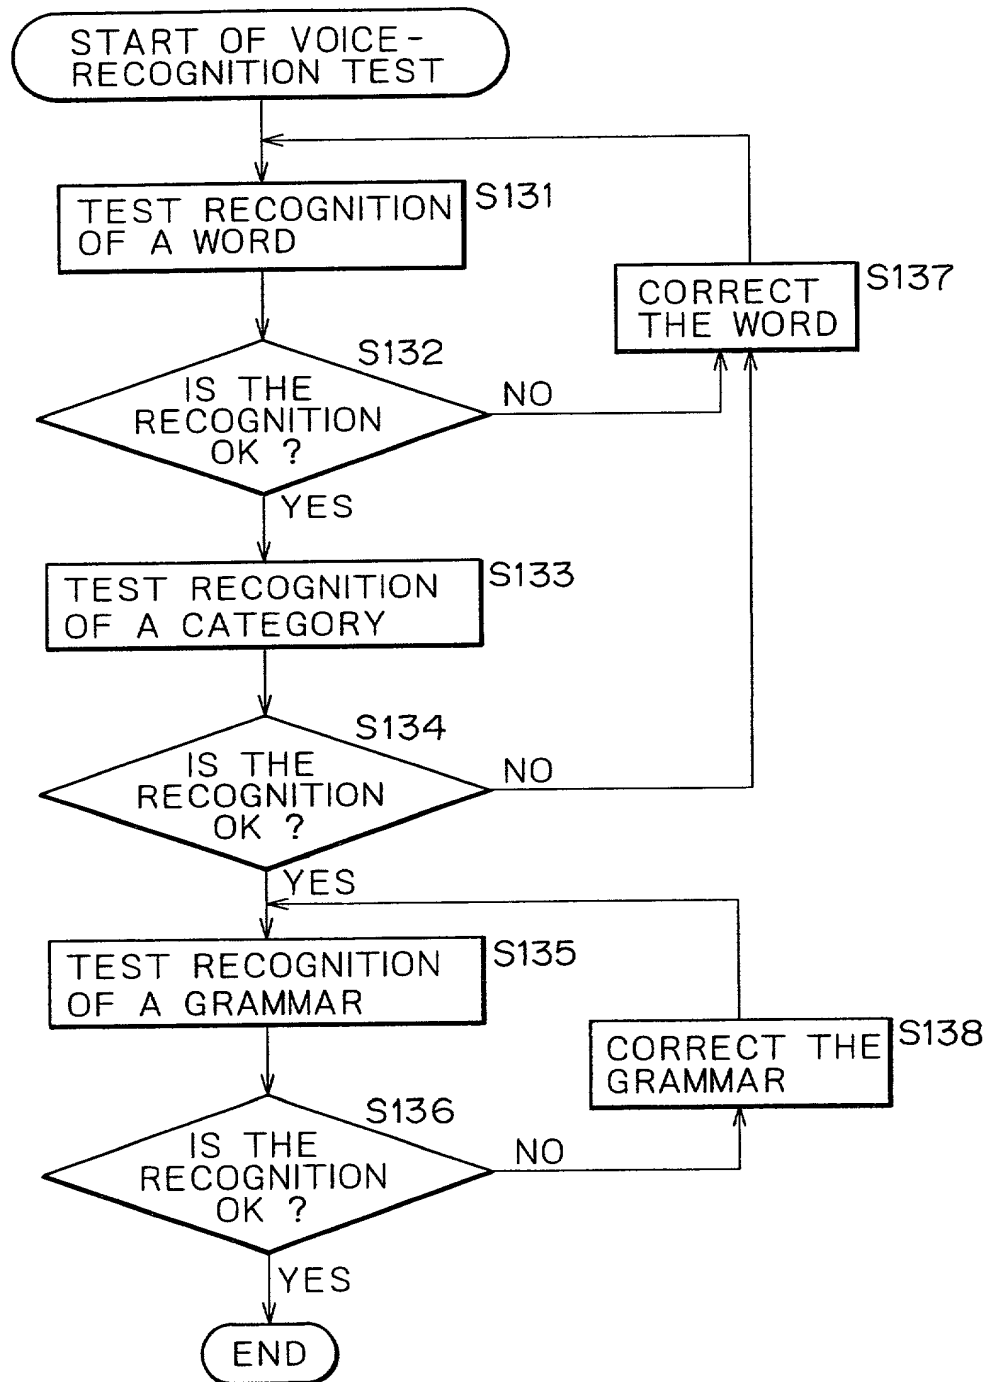 START OF VOICE-
RECOGNITION TEST
TEST RECOGNITION
OF A WORD
S131
CORRECT
THE WORD
S137
S132
IS THE
RECOGNITION
OK ?
NO
YES
TEST RECOGNITION
OF A CATEGORY
S133
S134
IS THE
RECOGNITION
OK ?
NO
YES
TEST RECOGNITION
OF A GRAMMAR
S135
CORRECT THE
GRAMMAR
S138
S136
IS THE
RECOGNITION
OK ?
NO
YES
END